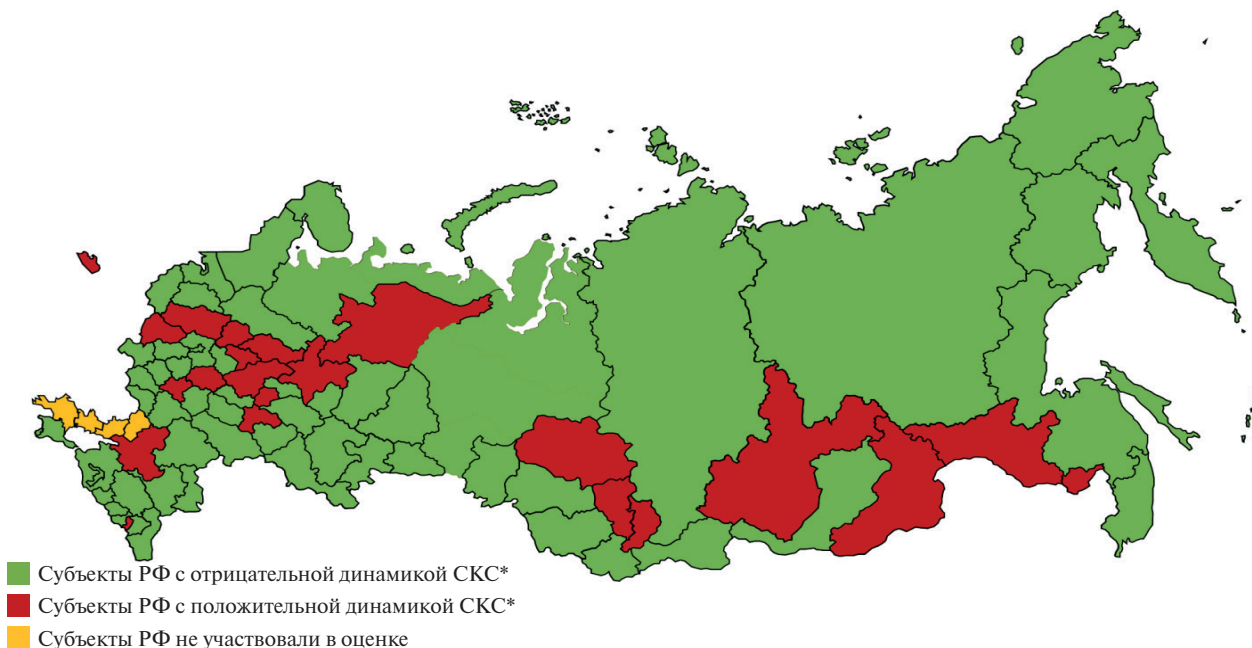 Субъекты РФ с отрицательной динамикой СКС*
Субъекты РФ с положительной динамикой СКС*
Субъекты РФ не участвовали в оценке